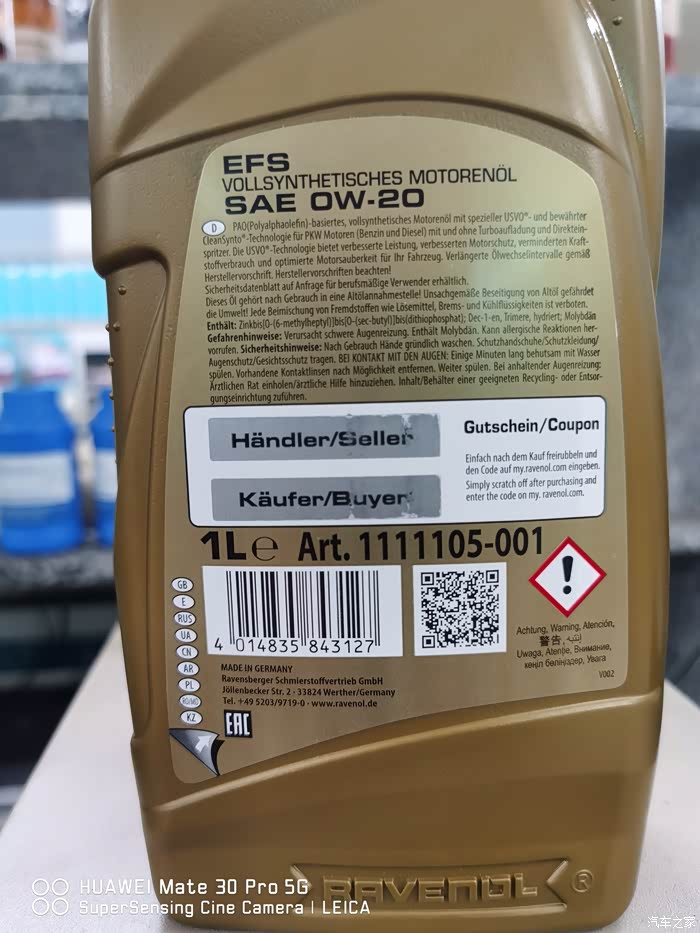 EFS
VOLLSYNTHETISCHES MOTORENÖL
SAE 0W-20
D PAO(Polyalphaolefin)-basiertes, vollsynthetisches Motorenöl mit spezieller USVO®- und bewährter
CleanSynto®-Technologie für PKW Motoren (Benzin und Diesel) mit und ohne Turboaufladung und Direktein-
spritzer. Die USVO®-Technologie bietet verbesserte Leistung, verbesserten Motorschutz, verminderten Kraft-
stoffverbrauch und optimierte Motorsauberkeit für Ihr Fahrzeug. Verlängerte Ölwechselintervalle gemäß
Herstellervorschrift. Herstellervorschriften beachten!
Sicherheitsdatenblatt auf Anfrage für berufsmäßige Verwender erhältlich.
Dieses Öl gehört nach Gebrauch in eine Altölannahmestelle! Unsachgemäße Beseitigung von Altöl gefährdet
die Umwelt! Jede Beimischung von Fremdstoffen wie Lösemittel, Brems- und Kühlflüssigkeiten ist verboten.
Enthält: Zinkbis[O-(6-methylheptyl)]bis[O-(sec-butyl)]bis(dithiophosphat); Dec-1-en, Trimere, hydriert; Molybdän
Gefahrenhinweise: Verursacht schwere Augenreizung. Enthält Molybdän. Kann allergische Reaktionen her-
vorrufen. Sicherheitshinweise: Nach Gebrauch Hände gründlich waschen. Schutzhandschuhe/Schutzkleidung/
Augenschutz/Gesichtsschutz tragen. BEI KONTAKT MIT DEN AUGEN: Einige Minuten lang behutsam mit Wasser
spülen. Vorhandene Kontaktlinsen nach Möglichkeit entfernen. Weiter spülen. Bei anhaltender Augenreizung:
Ärztlichen Rat einholen/ärztliche Hilfe hinzuziehen. Inhalt/Behälter einer geeigneten Recycling- oder Entsor-
gungseinrichtung zuführen.
Händler/Seller
Käufer/Buyer
Gutschein/Coupon
Einfach nach dem Kauf freirubbeln und
den Code auf my.ravenol.com eingeben.
Simply scratch off after purchasing and
enter the code on my. ravenol.com.
1L e Art. 1111105-001
GB
E
RUS
UA
CN
AR
PL
RO/MD
KZ
4 014835 843127
Achtung, Warning, Atención,
警告, إنتبه,
Uwaga, Atenție, Внимание,
көңіл бөліңіздер, Увага
V002
MADE IN GERMANY
Ravensberger Schmierstoffvertrieb GmbH
Jöllenbecker Str. 2 · 33824 Werther/Germany
Tel. +49 5203/9719-0 · www.ravenol.de
EAC
RAVENOL ®
HUAWEI Mate 30 Pro 5G
SuperSensing Cine Camera | LEICA
汽车之家